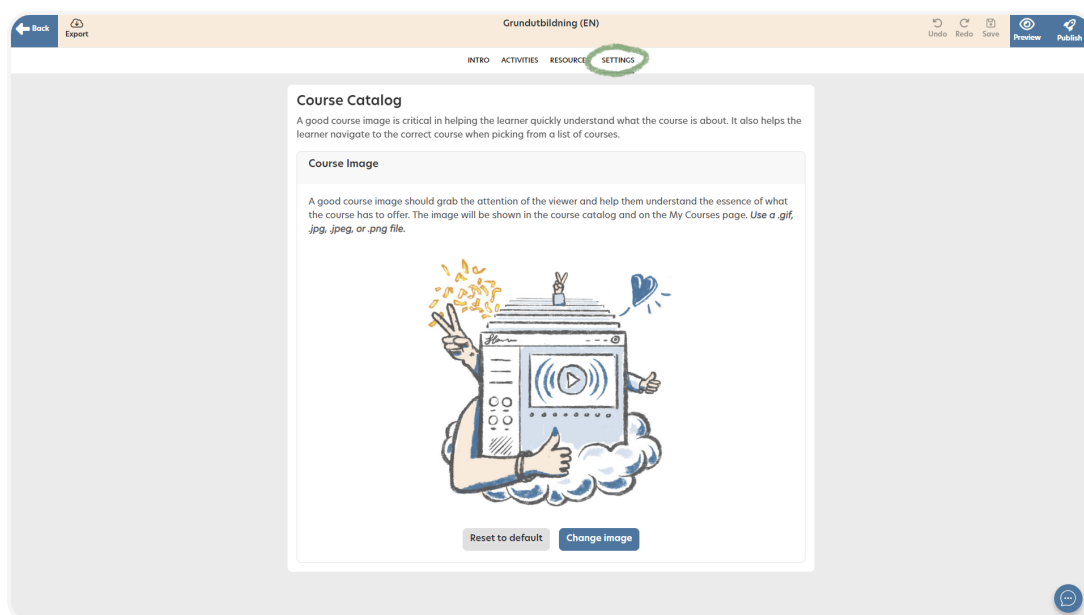 Back
Export
Grundutbildning (EN)
Undo Redo Save
Preview Publish
INTRO ACTIVITIES RESOURCE SETTINGS
Course Catalog
A good course image is critical in helping the learner quickly understand what the course is about. It also helps the
learner navigate to the correct course when picking from a list of courses.
Course Image
A good course image should grab the attention of the viewer and help them understand the essence of what
the course has to offer. The image will be shown in the course catalog and on the My Courses page. Use a .gif,
.jpg, .jpeg, or .png file.
Reset to default Change image